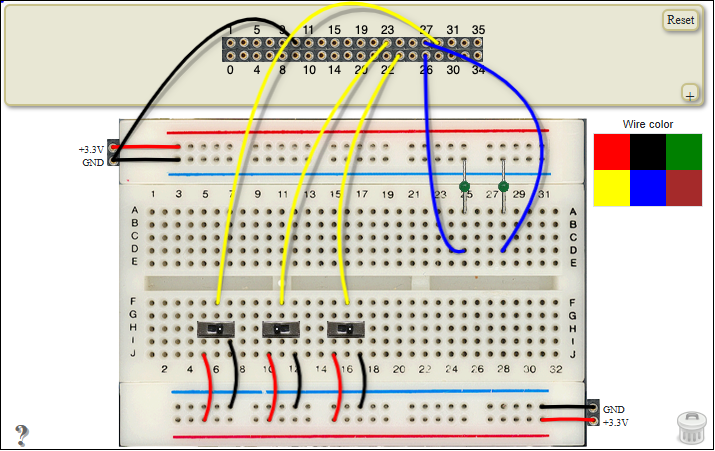 1 5 9 11 15 19 23 27 31 35
Reset
0 4 8 10 14 20 22 26 30 34
+
+3.3V
GND
Wire color
1 3 5 7 9 11 13 15 17 19 21 23 25 27 29 31
A A
B B
C C
D D
E E
F F
G G
H H
I I
J J
2 4 6 8 10 12 14 16 18 20 22 24 26 28 30 32
GND
+3.3V
?